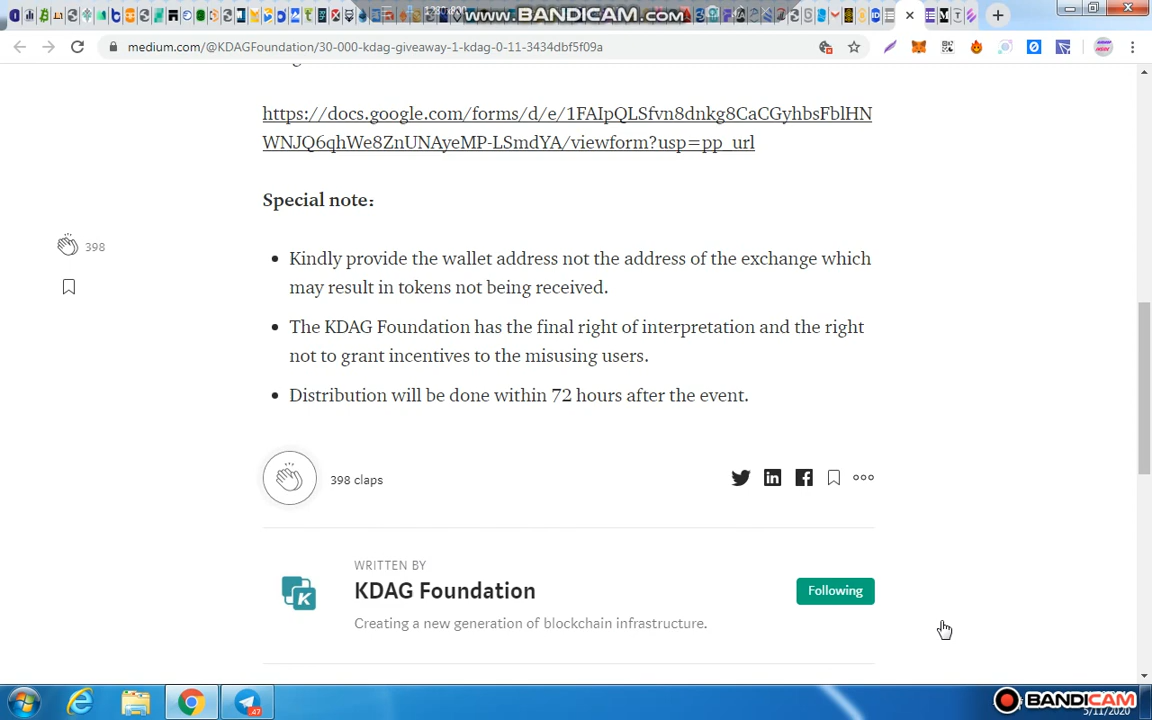 www.BANDICAM.com
medium.com/@KDAGFoundation/30-000-kdag-giveaway-1-kdag-0-11-3434dbf5f09a
https://docs.google.com/forms/d/e/1FAIpQLSfvn8dnkg8CaCGyhbsFblHN
WNJQ6qhWe8ZnUNAyeMP-LSmdYA/viewform?usp=pp_url
Special note:
398
Kindly provide the wallet address not the address of the exchange which
may result in tokens not being received.
The KDAG Foundation has the final right of interpretation and the right
not to grant incentives to the misusing users.
Distribution will be done within 72 hours after the event.
398 claps
WRITTEN BY
KDAG Foundation
Following
Creating a new generation of blockchain infrastructure.
47
BANDICAM
5/11/2020